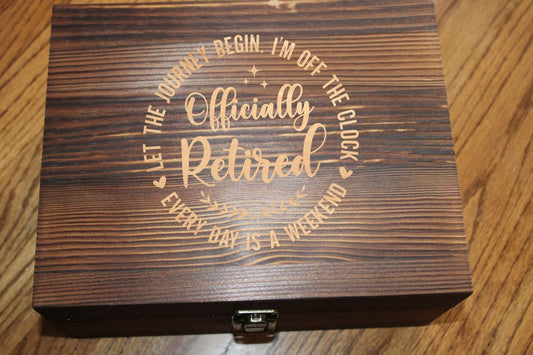 LET THE JOURNEY BEGIN. I'M OFF THE CLOCK
Officially
Retired
EVERY DAY IS A WEEKEND